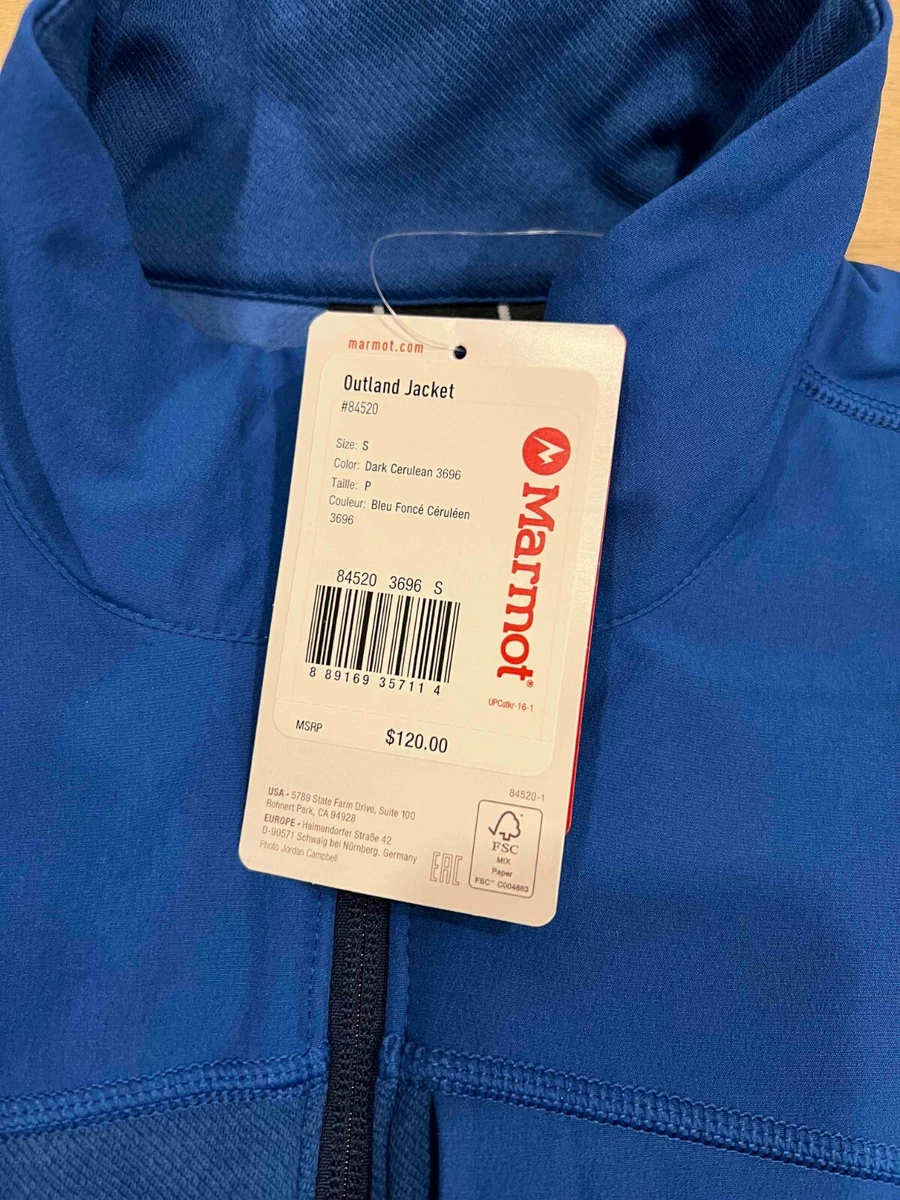 marmot.com
Outland Jacket
#84520
Size: S
Color: Dark Cerulean 3696
Taille: P
Couleur: Bleu Foncé Céruléen
3696
84520 3696 S
8 89169 35711 4
MSRP $120.00
Marmot®
UPCstkr-16-1
84520-1
USA • 5789 State Farm Drive, Suite 100
Rohnert Park, CA 94928
EUROPE • Haimendorfer Straße 42
D-90571 Schwaig bei Nürnberg, Germany
Photo Jordan Campbell
EAC
FSC
MIX
Paper
FSC™ C004683